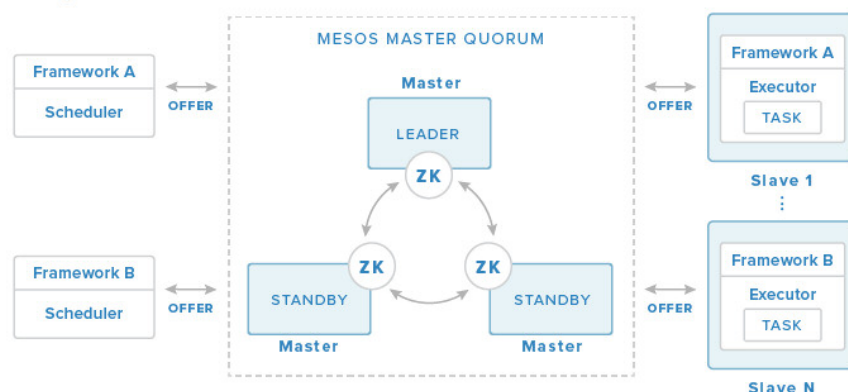 MESOS MASTER QUORUM
Framework A
Scheduler
OFFER
Master
LEADER
ZK
OFFER
Framework A
Executor
TASK
Slave 1
Framework B
Scheduler
OFFER
ZK
STANDBY
Master
ZK
STANDBY
Master
OFFER
Framework B
Executor
TASK
Slave N